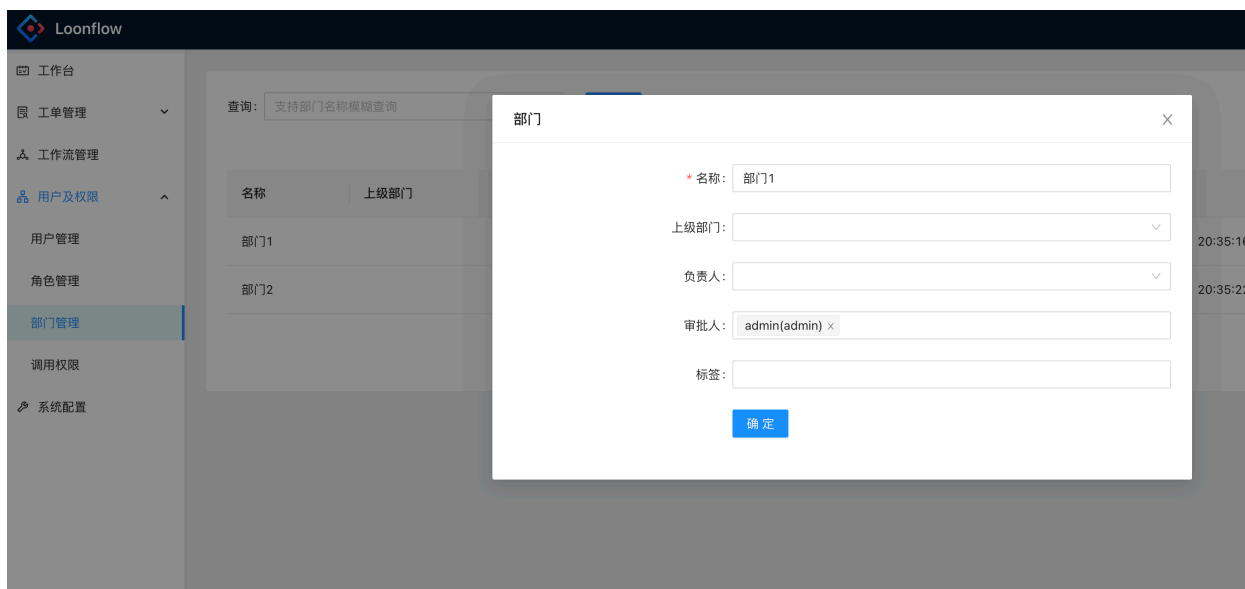 Loonflow
工作台
工单管理
工作流管理
用户及权限
用户管理
角色管理
部门管理
调用权限
系统配置
查询: 支持部门名称模糊查询
名称 上级部门
部门1 20:35:16
部门2 20:35:22
部门
* 名称: 部门1
上级部门:
负责人:
审批人: admin(admin) ×
标签:
确 定